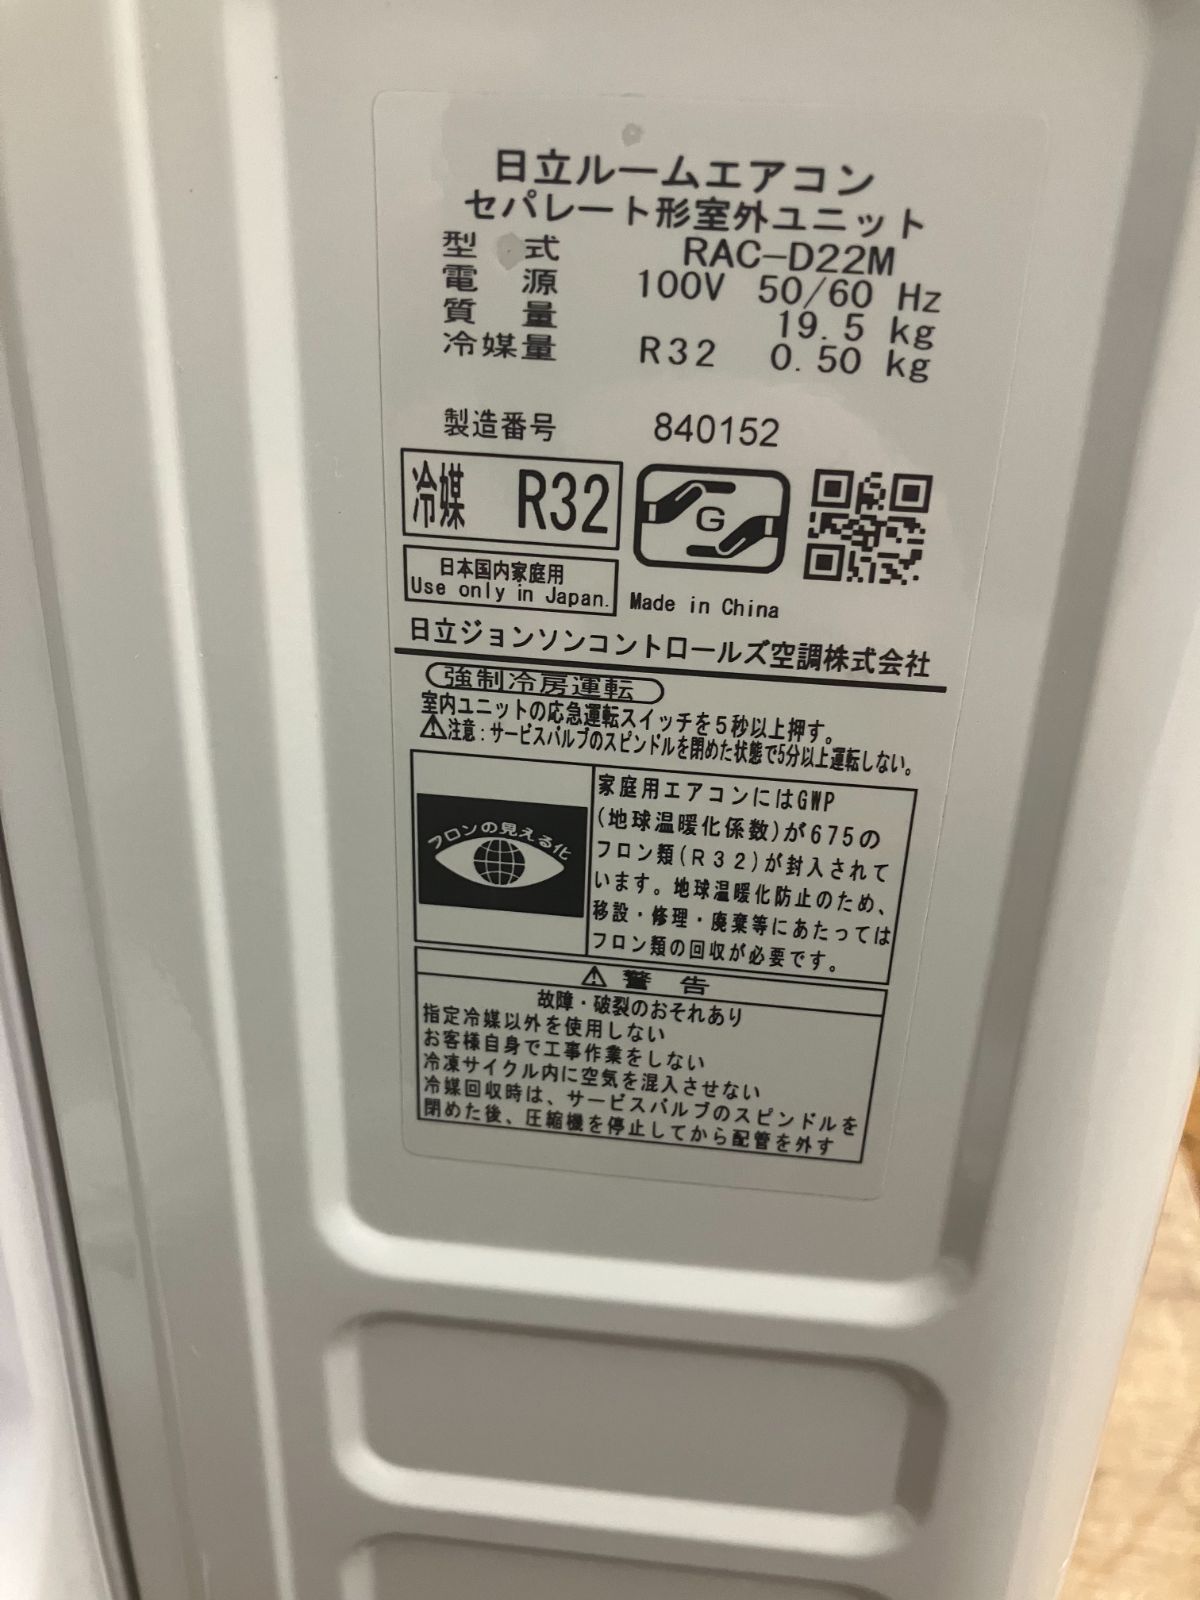 日立ルームエアコン
セパレート形室外ユニット
型 式 RAC-D22M
電 源 100V 50/60 Hz
質 量 19.5 kg
冷媒量 R32 0.50 kg
製造番号 840152
冷媒 R32
G
日本国内家庭用
Use only in Japan.
Made in China
日立ジョンソンコントロールズ空調株式会社
強制冷房運転
室内ユニットの応急運転スイッチを5秒以上押す。
⚠注意：サービスバルブのスピンドルを閉めた状態で5分以上運転しない。
フロンの見える化
家庭用エアコンにはGWP
(地球温暖化係数)が675の
フロン類(R32)が封入されて
います。地球温暖化防止のため、
移設・修理・廃棄等にあたっては
フロン類の回収が必要です。
⚠ 警 告
故障・破裂のおそれあり
指定冷媒以外を使用しない
お客様自身で工事作業をしない
冷凍サイクル内に空気を混入させない
冷媒回収時は、サービスバルブのスピンドルを
閉めた後、圧縮機を停止してから配管を外す